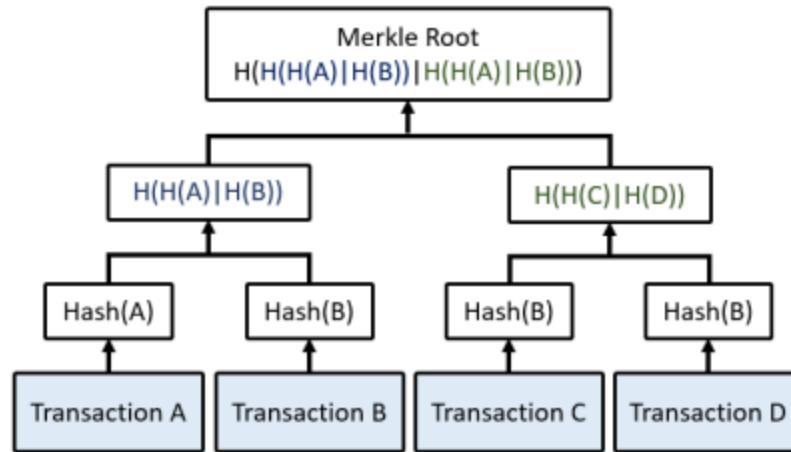 Merkle Root
H(H(H(A)|H(B))|H(H(A)|H(B)))
H(H(A)|H(B))
H(H(C)|H(D))
Hash(A)
Hash(B)
Hash(B)
Hash(B)
Transaction A
Transaction B
Transaction C
Transaction D